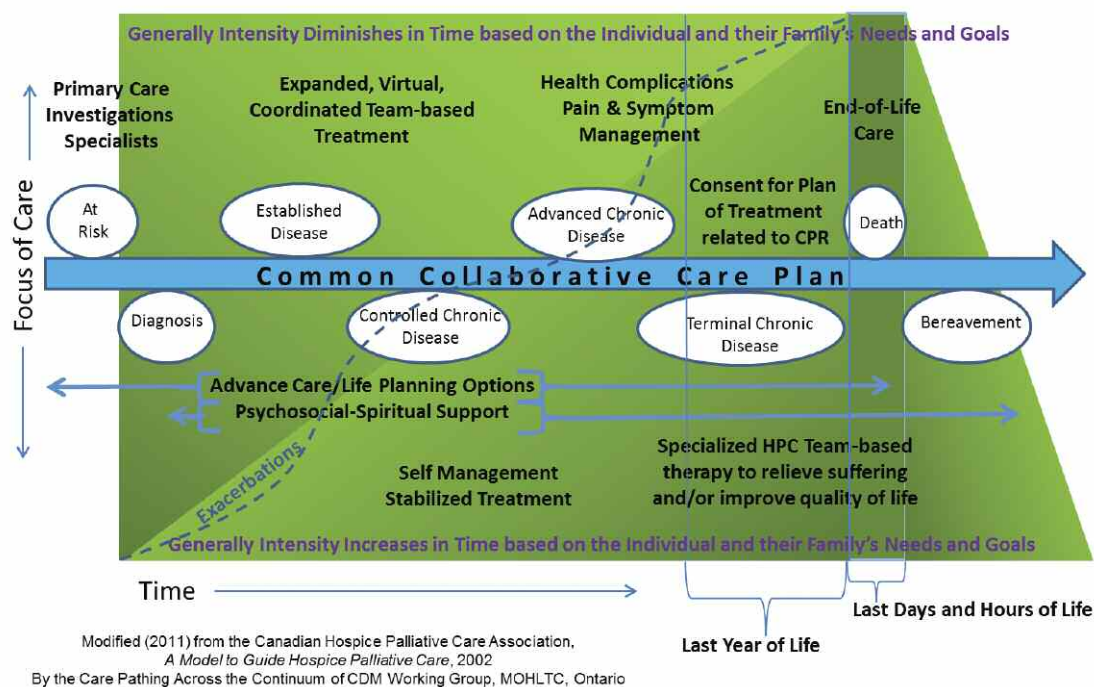 Generally Intensity Diminishes in Time based on the Individual and their Family's Needs and Goals
Primary Care
Investigations
Specialists
Expanded, Virtual,
Coordinated Team-based
Treatment
Health Complications
Pain & Symptom
Management
End-of-Life
Care
Focus of Care
At
Risk
Established
Disease
Advanced Chronic
Disease
Consent for Plan
of Treatment
related to CPR
Death
Common Collaborative Care Plan
Diagnosis
Controlled Chronic
Disease
Terminal Chronic
Disease
Bereavement
Advance Care/Life Planning Options
Psychosocial-Spiritual Support
Exacerbations
Self Management
Stabilized Treatment
Specialized HPC Team-based
therapy to relieve suffering
and/or improve quality of life
Generally Intensity Increases in Time based on the Individual and their Family's Needs and Goals
Time
Last Days and Hours of Life
Last Year of Life
Modified (2011) from the Canadian Hospice Palliative Care Association,
A Model to Guide Hospice Palliative Care, 2002
By the Care Pathing Across the Continuum of CDM Working Group, MOHLTC, Ontario